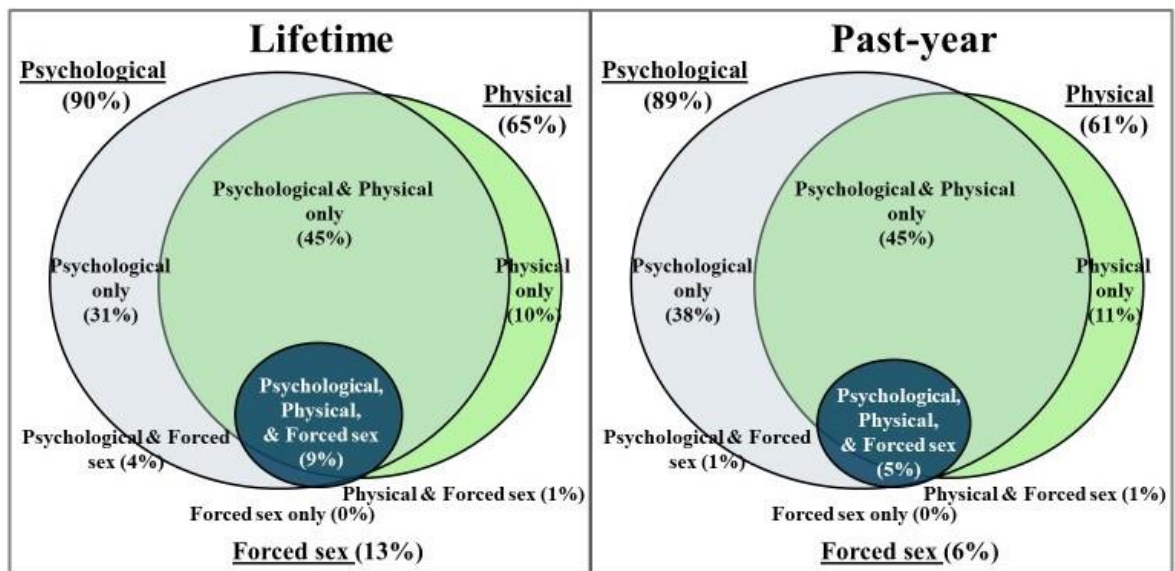 Lifetime
Psychological
(90%)
Physical
(65%)
Psychological & Physical
only
(45%)
Psychological
only
(31%)
Physical
only
(10%)
Psychological,
Physical,
& Forced sex
(9%)
Psychological & Forced
sex (4%)
Physical & Forced sex (1%)
Forced sex only (0%)
Forced sex (13%)
Past-year
Psychological
(89%)
Physical
(61%)
Psychological & Physical
only
(45%)
Psychological
only
(38%)
Physical
only
(11%)
Psychological,
Physical,
& Forced sex
(5%)
Psychological & Forced
sex (1%)
Physical & Forced sex (1%)
Forced sex only (0%)
Forced sex (6%)